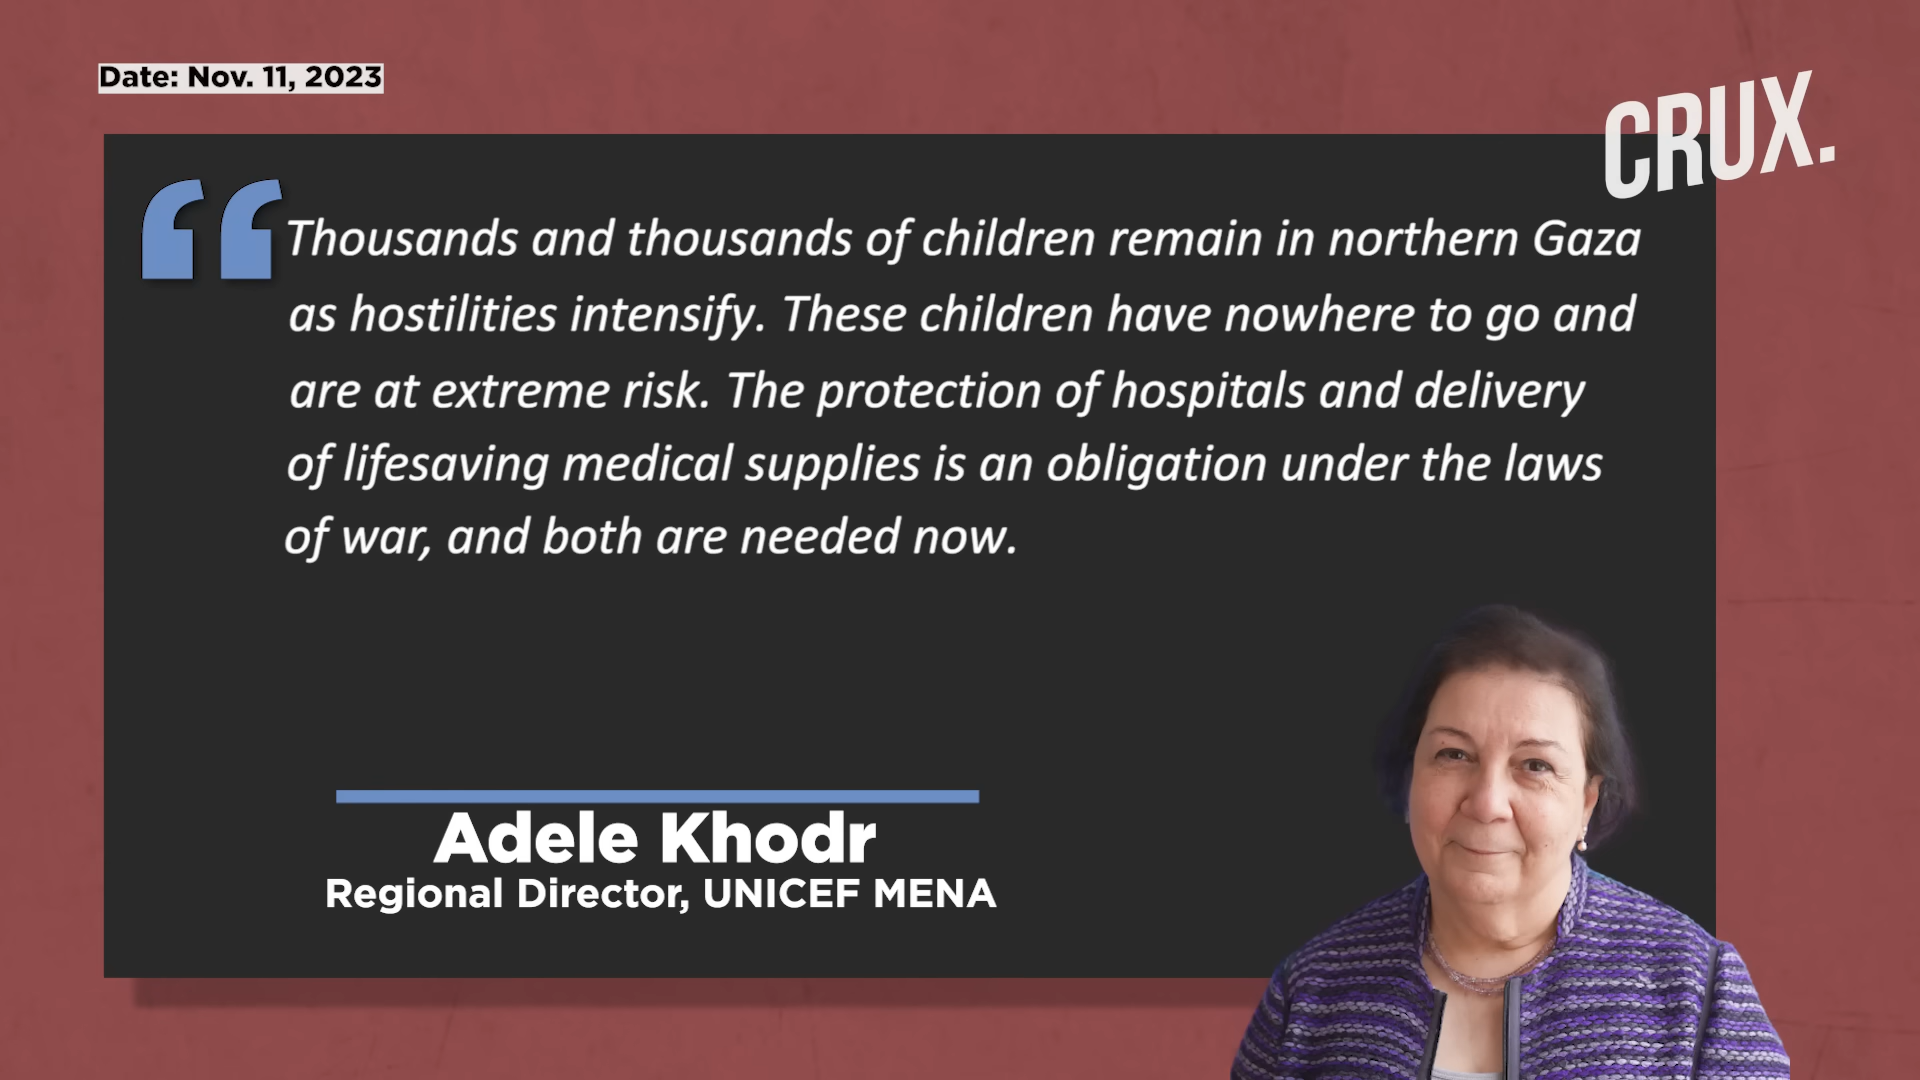 Date: Nov. 11, 2023
CRUX.
“Thousands and thousands of children remain in northern Gaza
as hostilities intensify. These children have nowhere to go and
are at extreme risk. The protection of hospitals and delivery
of lifesaving medical supplies is an obligation under the laws
of war, and both are needed now.
Adele Khodr
Regional Director, UNICEF MENA